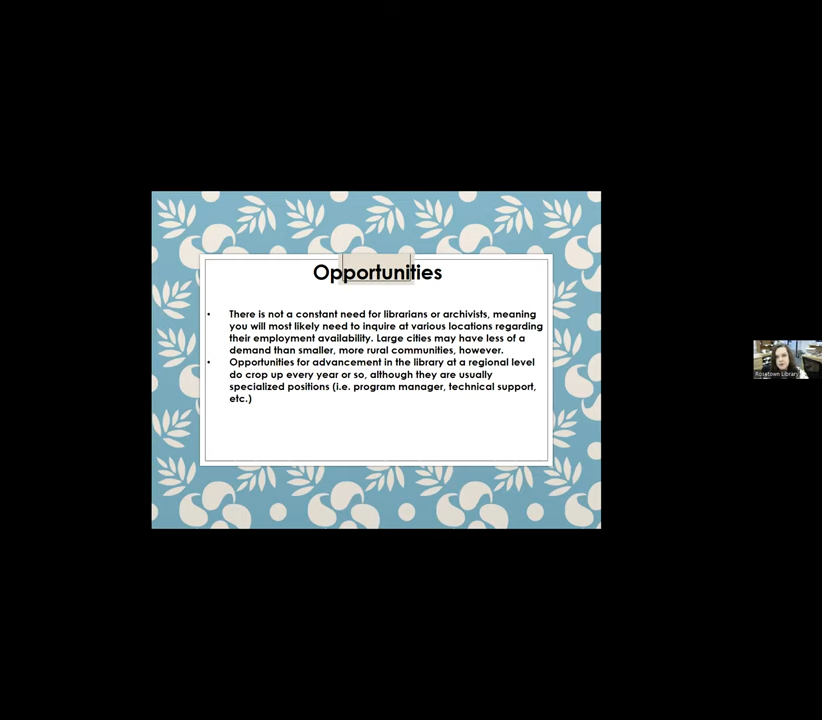 Opportunities
• There is not a constant need for librarians or archivists, meaning
you will most likely need to inquire at various locations regarding
their employment availability. Large cities may have less of a
demand than smaller, more rural communities, however.
• Opportunities for advancement in the library at a regional level
do crop up every year or so, although they are usually
specialized positions (i.e. program manager, technical support,
etc.)
Rosetown Library